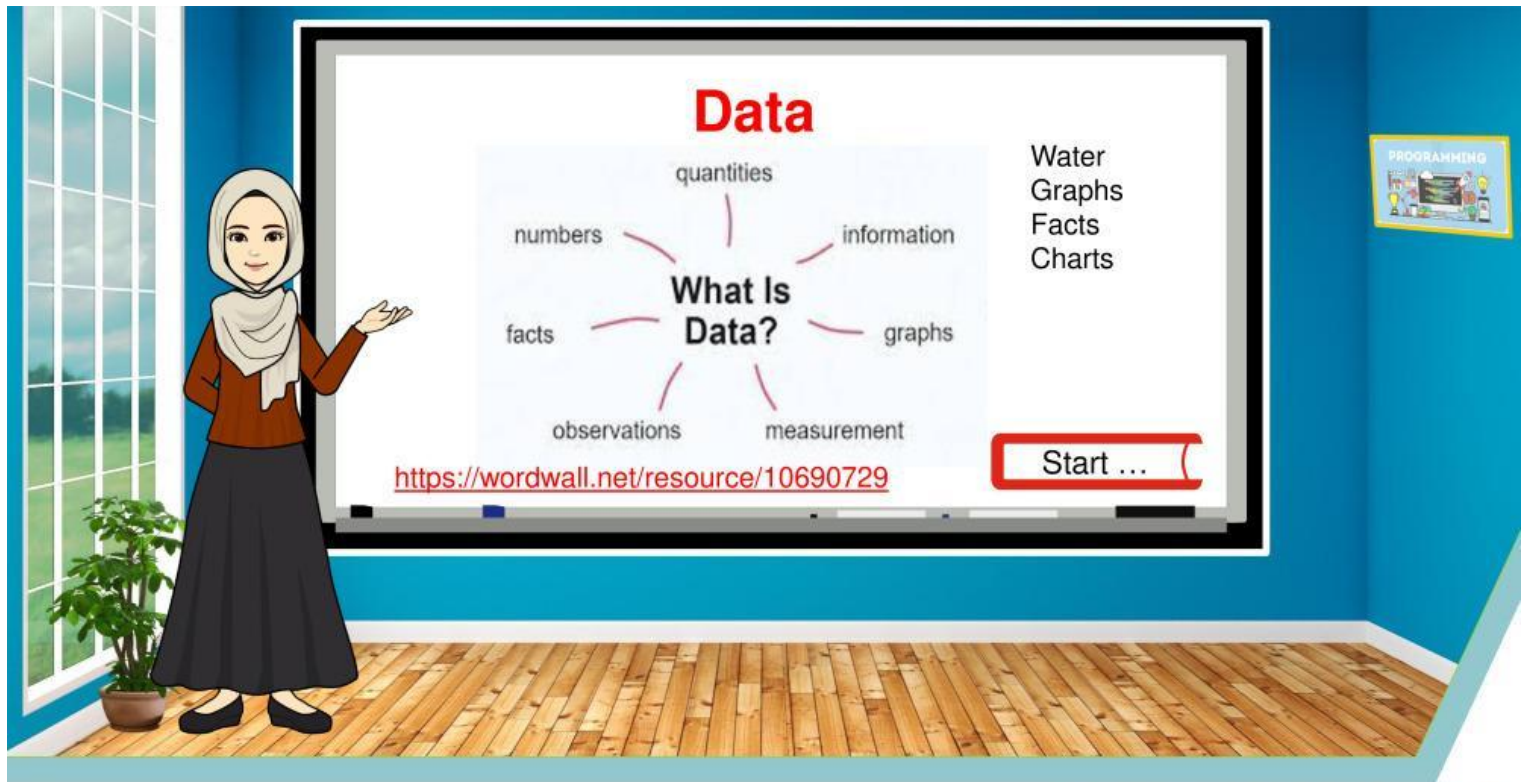 Data
quantities
numbers
information
What Is
Data?
facts
graphs
observations
measurement
https://wordwall.net/resource/10690729
Water
Graphs
Facts
Charts
Start …
PROGRAMMING